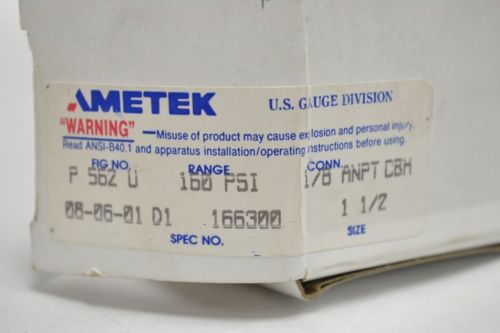 AMETEK U.S. GAUGE DIVISION
"WARNING" —Misuse of product may cause explosion and personal injury.
Read ANSI-B40.1 and apparatus installation/operating instructions before using.
FIG NO. RANGE CONN.
P 562 U 160 PSI 1/8 ANPT CBM
08-06-01 D1 166300 1 1/2
SPEC NO. SIZE